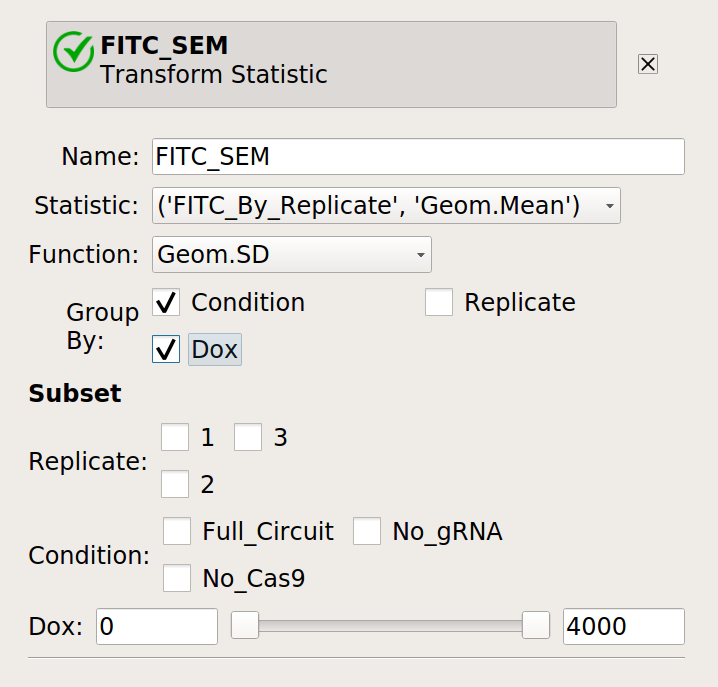 FITC_SEM
Transform Statistic
Name: FITC_SEM
Statistic: ('FITC_By_Replicate', 'Geom.Mean')
Function: Geom.SD
Group By: Condition Replicate
Dox
Subset
Replicate: 1 3
2
Condition: Full_Circuit No_gRNA
No_Cas9
Dox: 0 4000